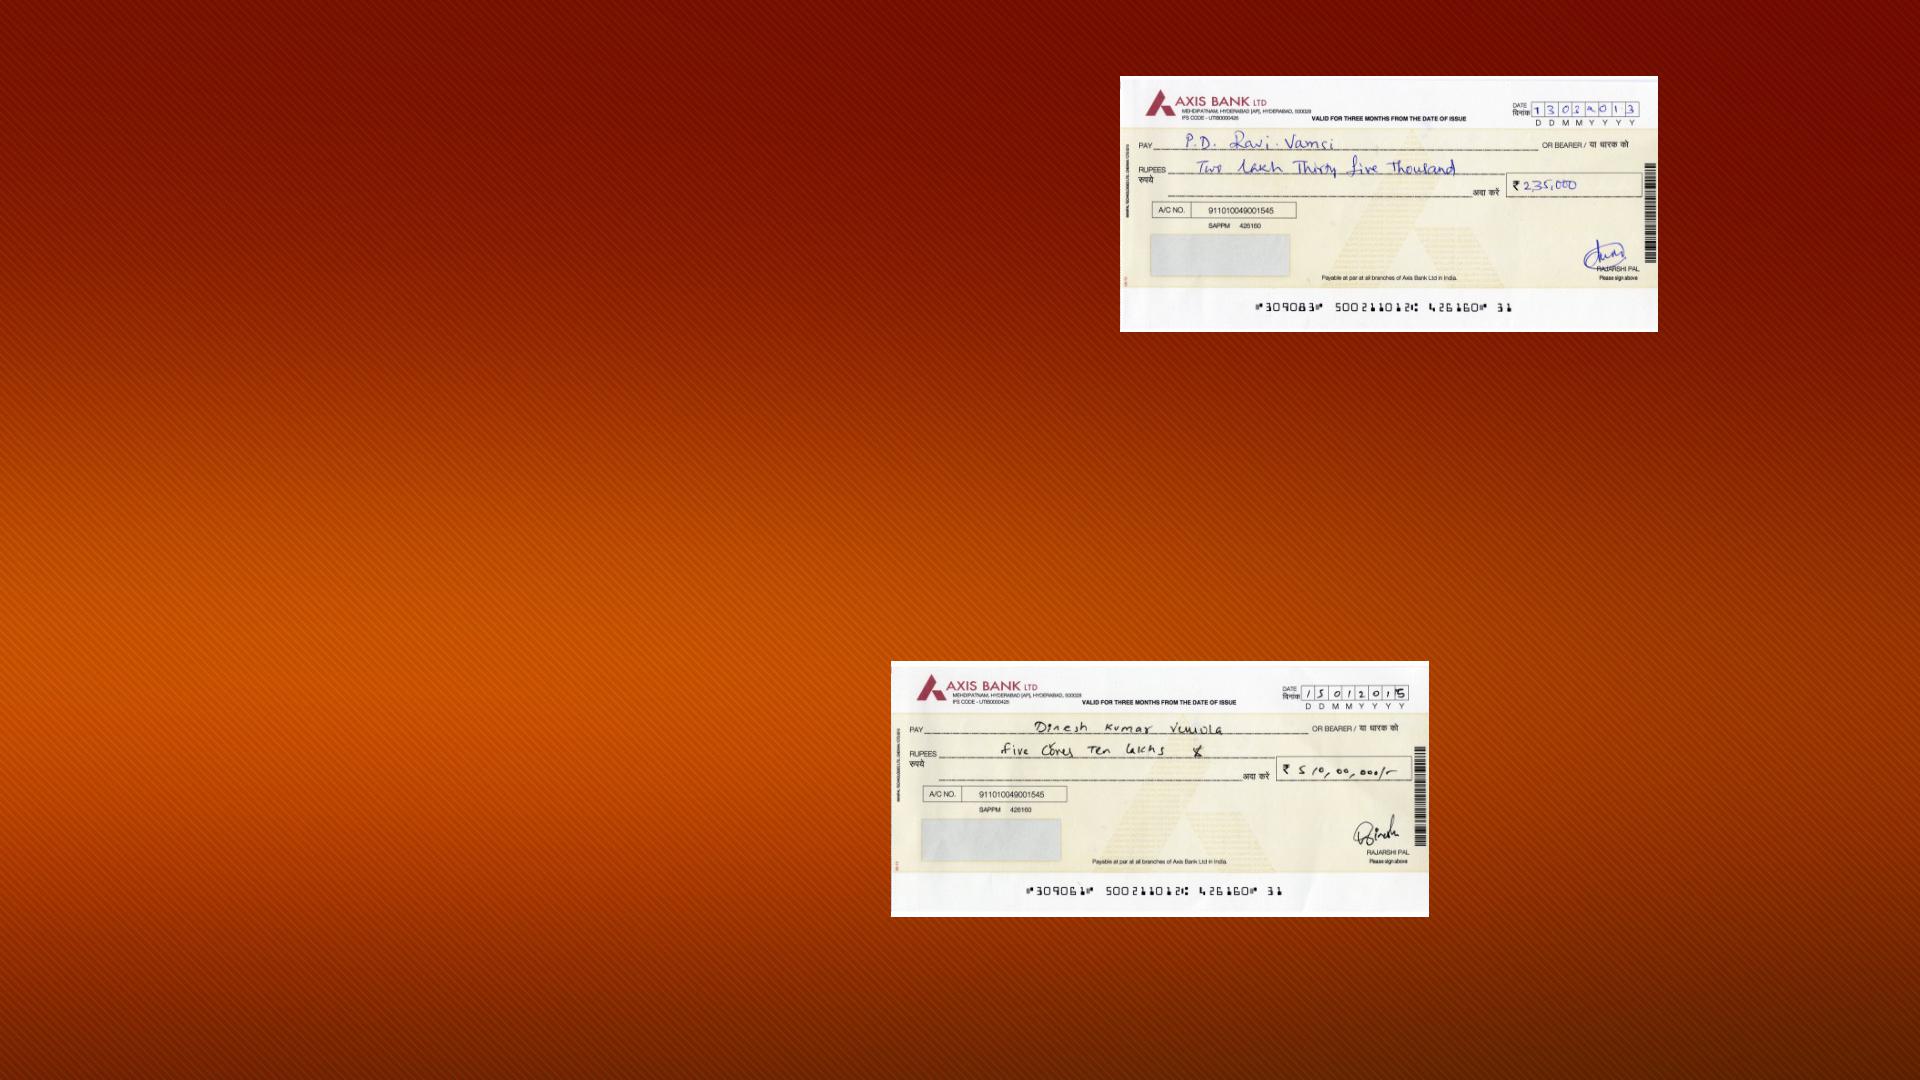 AXIS BANK LTD
MEHDIPATNAM, HYDERABAD [AP], HYDERABAD, 500028
IFS CODE - UTIB0000426
VALID FOR THREE MONTHS FROM THE DATE OF ISSUE
DATE
दिनांक 1 3 0 2 2 0 1 3
D D M M Y Y Y Y
PAY P.D. Ravi. Vamsi OR BEARER / या धारक को
RUPEES Two lakh Thirty five Thousand
रुपये अदा करें ₹ 235,000
A/C NO. 911010049001545
SAPPM 426160
RAJARSHI PAL
Payable at par at all branches of Axis Bank Ltd in India. Please sign above
⑈309083⑈ 500211012⑆ 426160⑈ 31
AXIS BANK LTD
MEHDIPATNAM, HYDERABAD [AP], HYDERABAD, 500028
IFS CODE - UTIB0000426
VALID FOR THREE MONTHS FROM THE DATE OF ISSUE
DATE
दिनांक 1 5 0 1 2 0 1 5
D D M M Y Y Y Y
PAY Dinesh Kumar OR BEARER / या धारक को
RUPEES five Cores Ten lakhs
रुपये अदा करें ₹ 5 10,00,000/-
A/C NO. 911010049001545
SAPPM 426160
Dinesh
RAJARSHI PAL
Payable at par at all branches of Axis Bank Ltd in India. Please sign above
⑈309061⑈ 500211012⑆ 426160⑈ 31